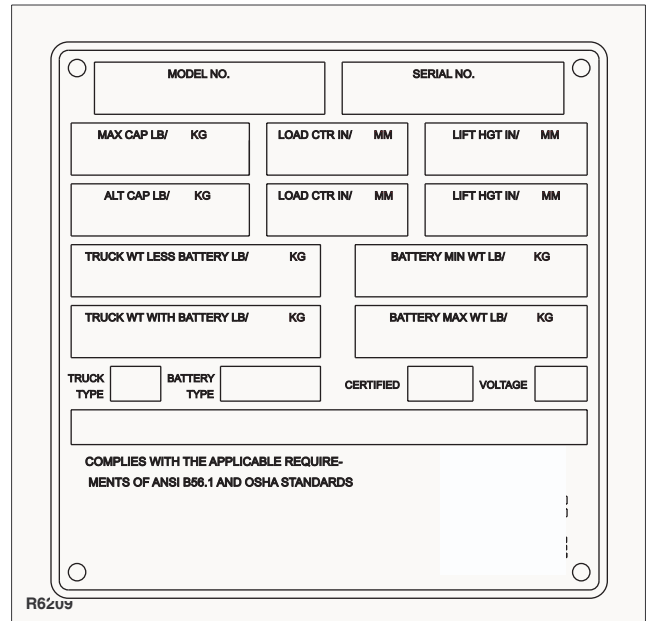 MODEL NO. SERIAL NO.
MAX CAP LB/ KG LOAD CTR IN/ MM LIFT HGT IN/ MM
ALT CAP LB/ KG LOAD CTR IN/ MM LIFT HGT IN/ MM
TRUCK WT LESS BATTERY LB/ KG BATTERY MIN WT LB/ KG
TRUCK WT WITH BATTERY LB/ KG BATTERY MAX WT LB/ KG
TRUCK TYPE BATTERY TYPE CERTIFIED VOLTAGE
COMPLIES WITH THE APPLICABLE REQUIRE-
MENTS OF ANSI B56.1 AND OSHA STANDARDS
R6209